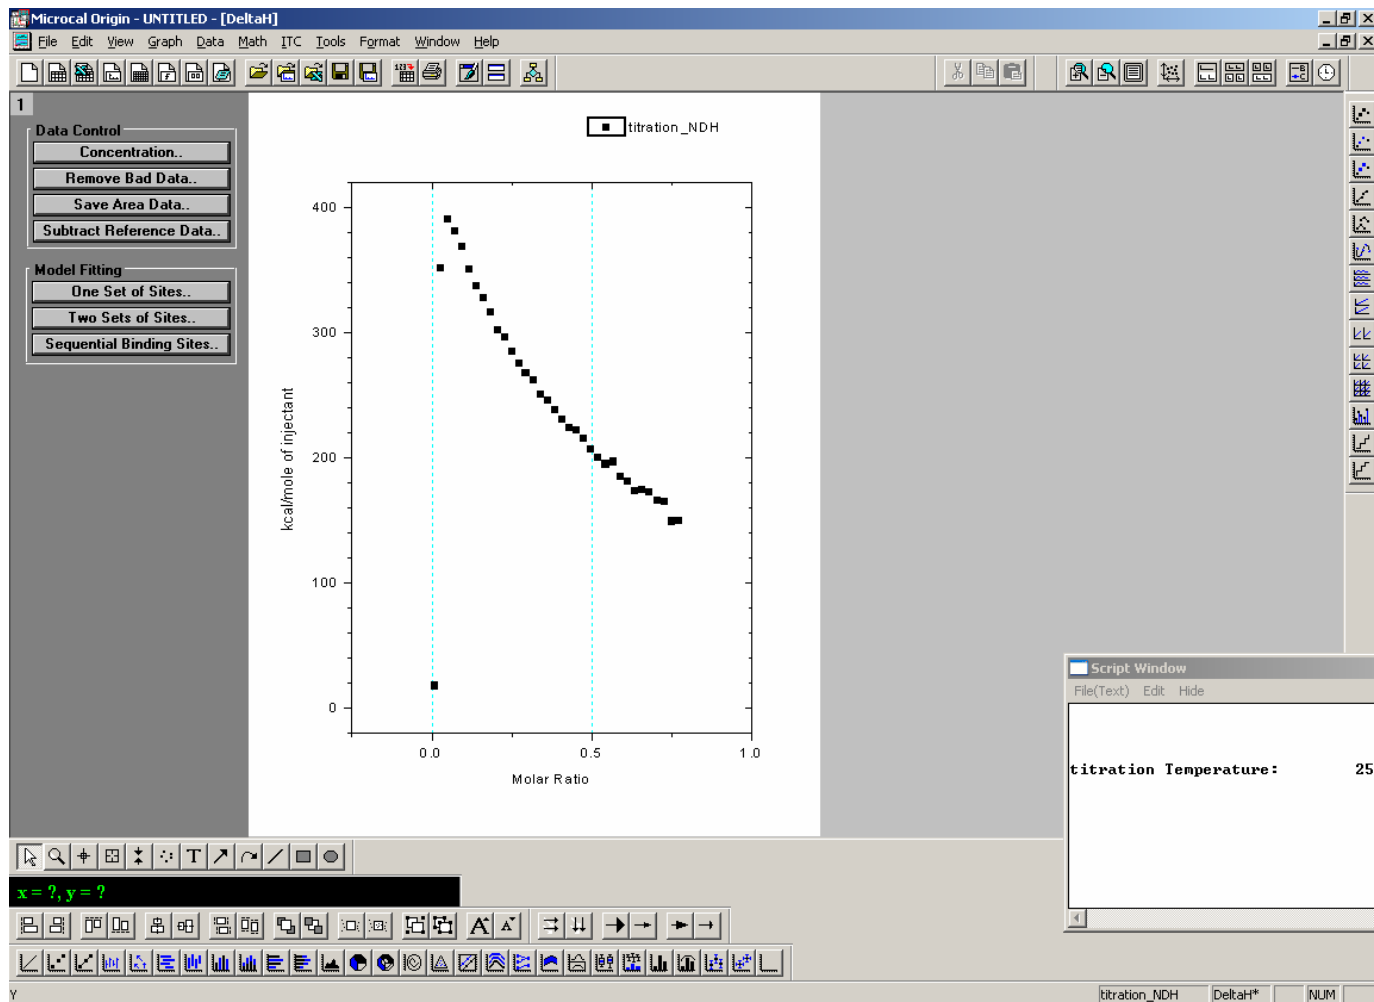 Microcal Origin - UNTITLED - [DeltaH]
File Edit View Graph Data Math ITC Tools Format Window Help
1
Data Control
Concentration..
Remove Bad Data..
Save Area Data..
Subtract Reference Data..
Model Fitting
One Set of Sites..
Two Sets of Sites..
Sequential Binding Sites..
titration_NDH
400
300
200
100
0
kcal/mole of injectant
0.0 0.5 1.0
Molar Ratio
Script Window
File(Text) Edit Hide
titration Temperature: 25
x = ?, y = ?
Y titration_NDH DeltaH* NUM